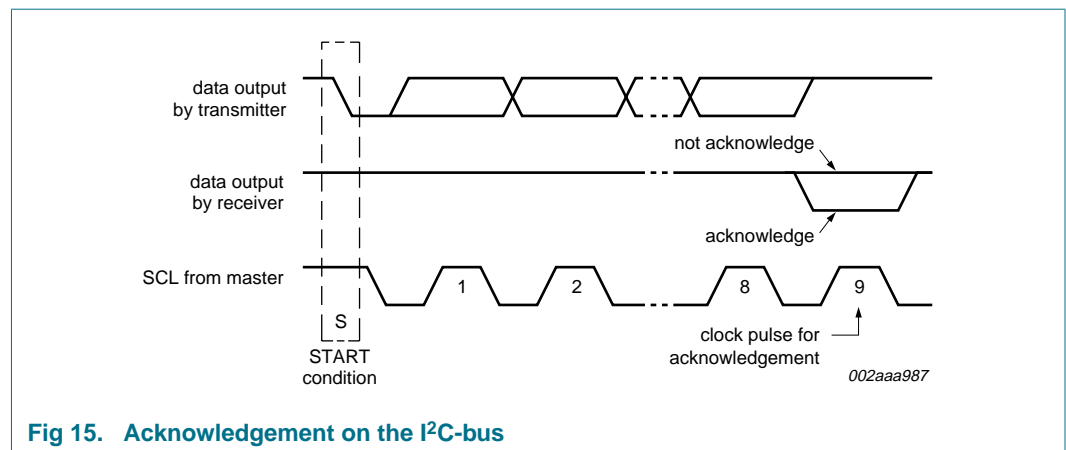 data output
by transmitter
not acknowledge
data output
by receiver
acknowledge
SCL from master
1
2
8
9
S
START
condition
clock pulse for
acknowledgement
002aaa987
Fig 15. Acknowledgement on the I²C-bus